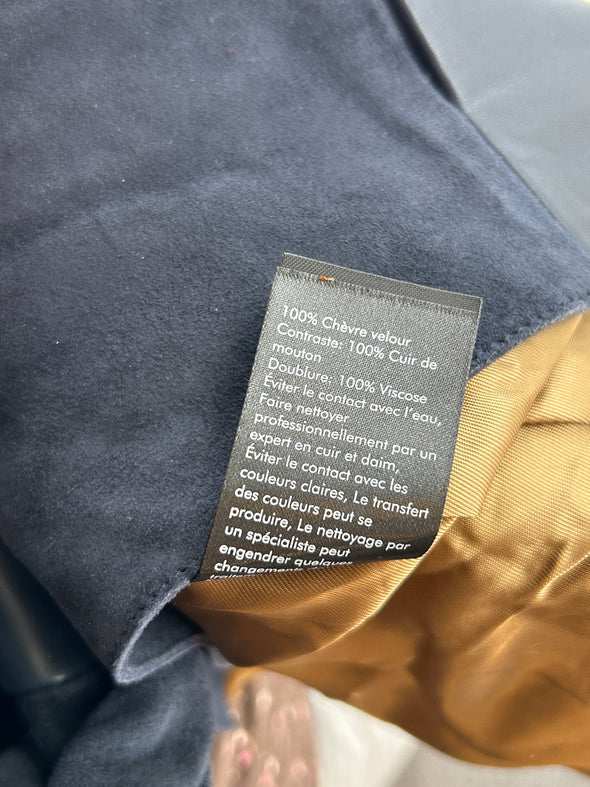 100% Chèvre velour
Contraste: 100% Cuir de
mouton
Doublure: 100% Viscose
Éviter le contact avec l'eau,
Faire nettoyer
professionnellement par un
expert en cuir et daim,
Éviter le contact avec les
couleurs claires, Le transfert
des couleurs peut se
produire, Le nettoyage par
un spécialiste peut
engendrer quelques
changements